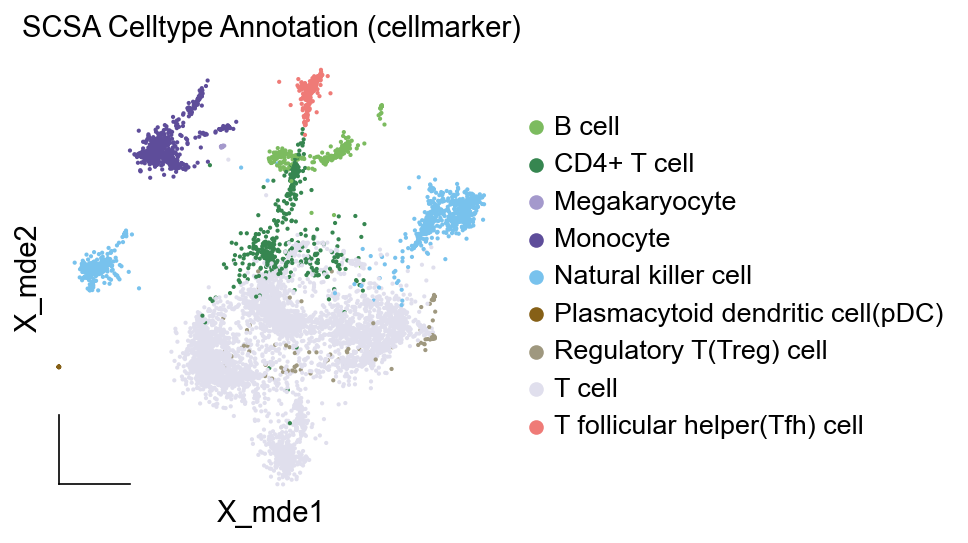 SCSA Celltype Annotation (cellmarker)
B cell
CD4+ T cell
Megakaryocyte
Monocyte
Natural killer cell
Plasmacytoid dendritic cell(pDC)
Regulatory T(Treg) cell
T cell
T follicular helper(Tfh) cell
X_mde2
X_mde1